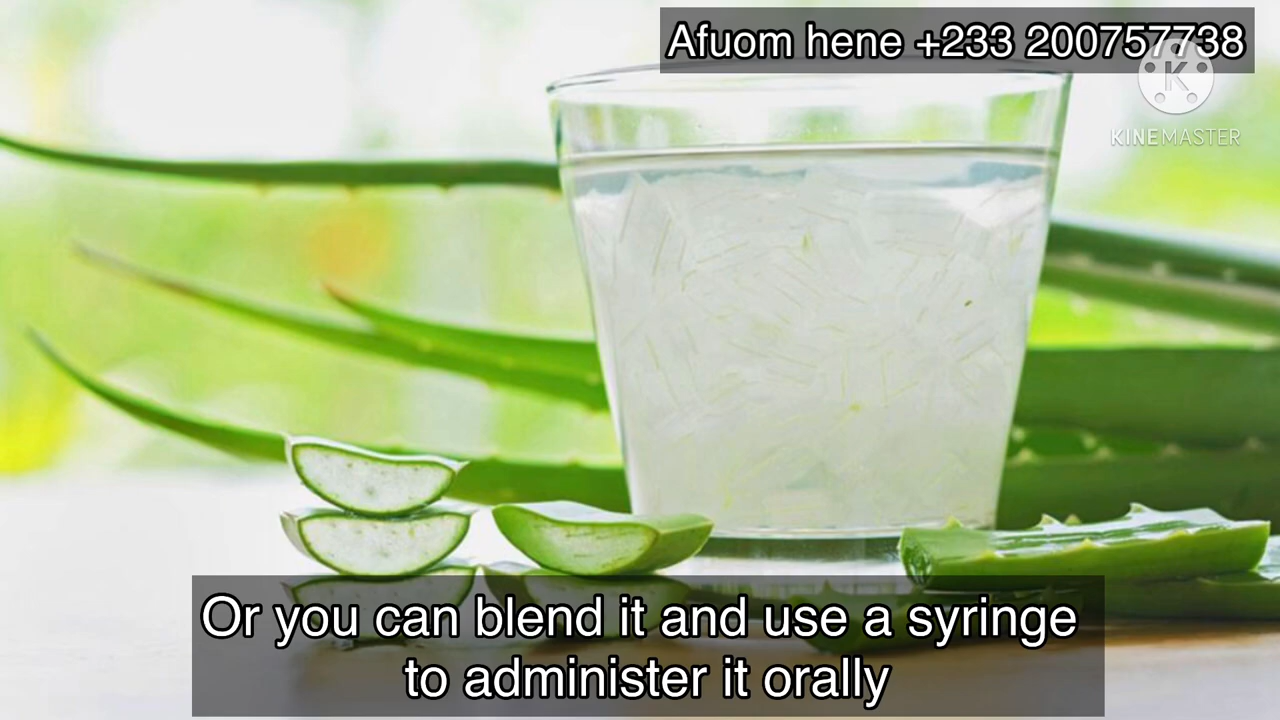 Afuom hene +233 200757738
K
KINEMASTER
Or you can blend it and use a syringe
to administer it orally